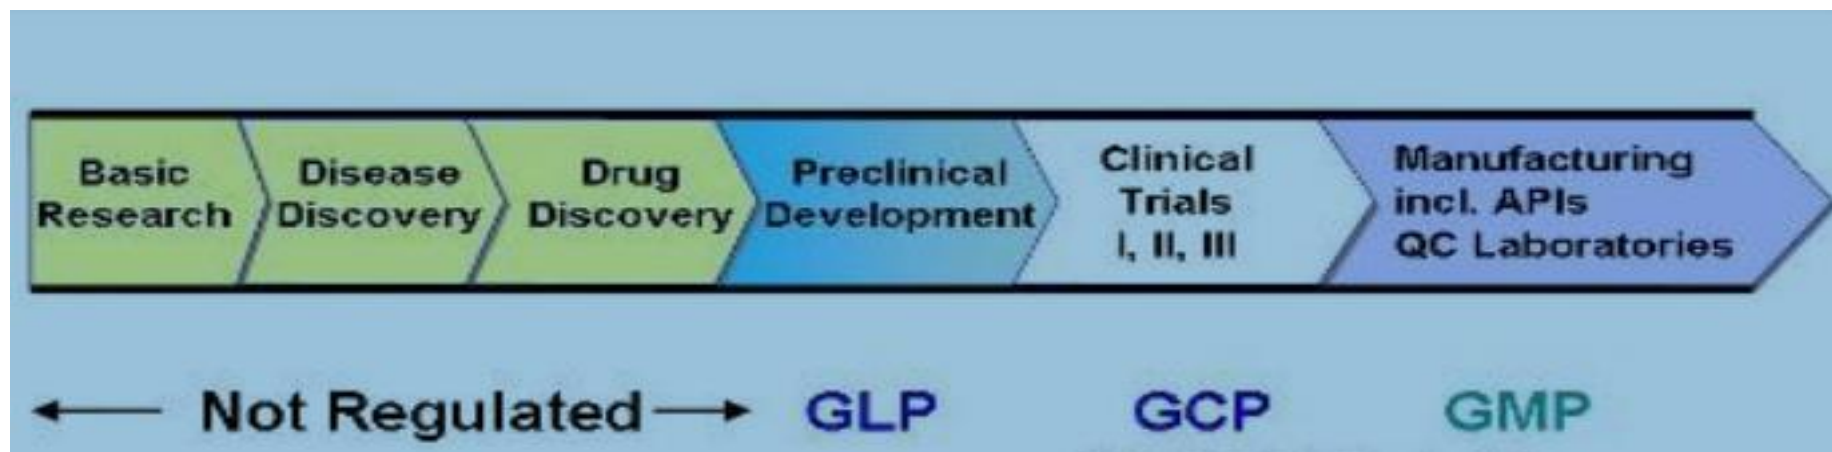 Basic
Research
Disease
Discovery
Drug
Discovery
Preclinical
Development
Clinical
Trials
I, II, III
Manufacturing
incl. APIs
QC Laboratories
Not Regulated
GLP
GCP
GMP